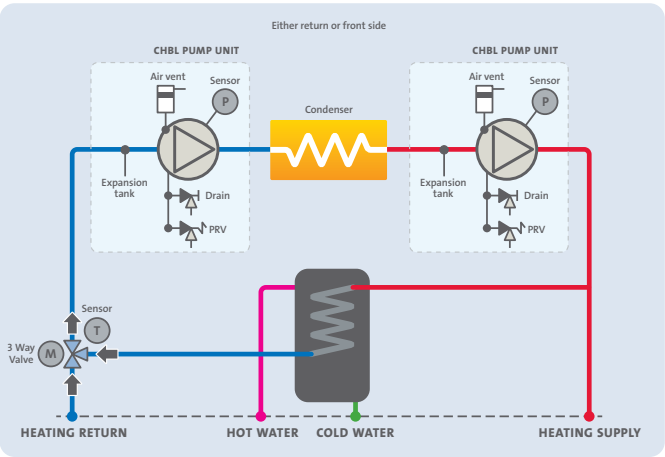 Either return or front side
CHBL PUMP UNIT
CHBL PUMP UNIT
Air vent
Sensor
P
Air vent
Sensor
P
Condenser
Expansion
tank
Drain
PRV
Expansion
tank
Drain
PRV
Sensor
T
3 Way
Valve
M
HEATING RETURN
HOT WATER
COLD WATER
HEATING SUPPLY